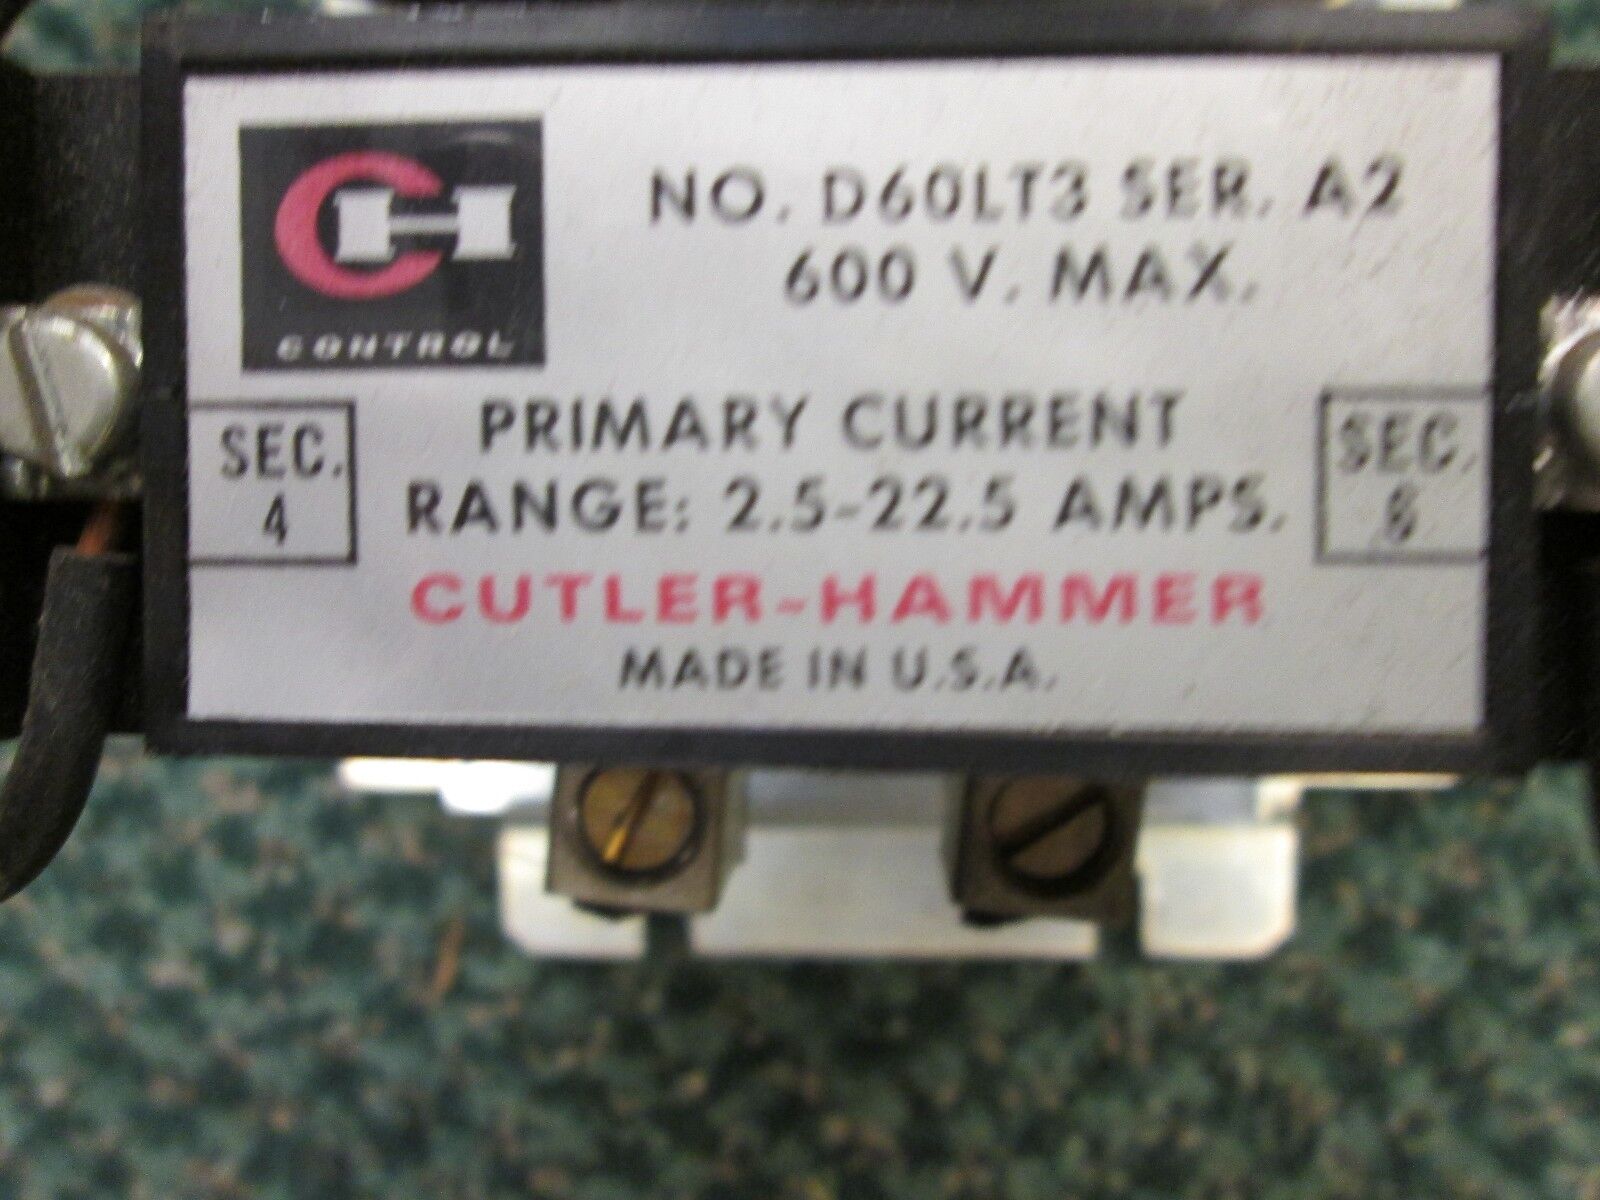 CH
CONTROL
NO. D60LT3 SER. A2
600 V. MAX.
PRIMARY CURRENT
RANGE: 2.5-22.5 AMPS.
SEC.
4
SEC.
CUTLER-HAMMER
MADE IN U.S.A.